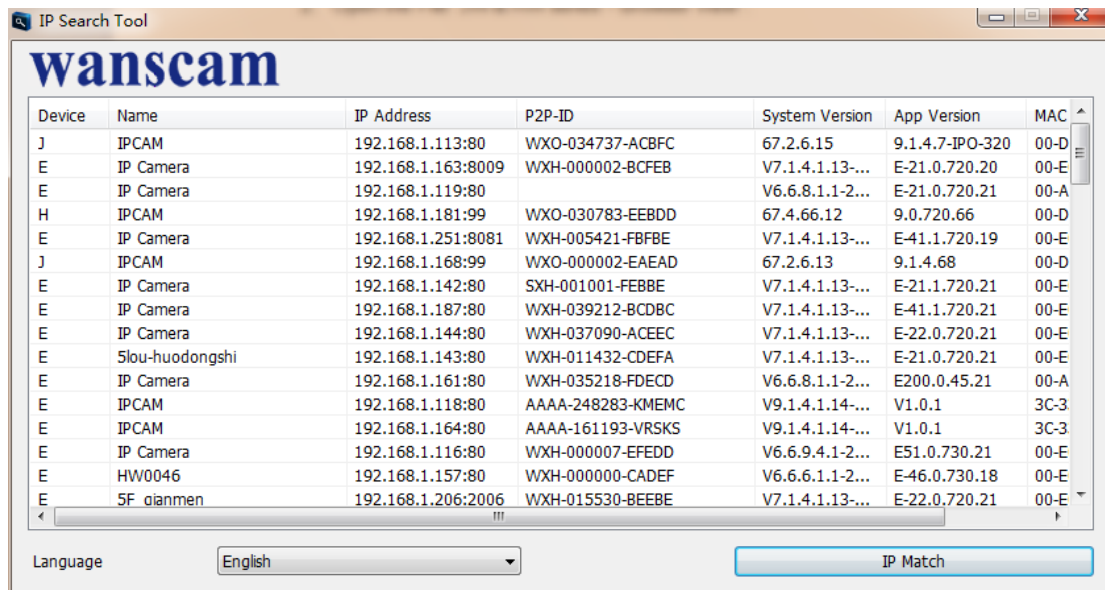 IP Search Tool
wanscam
Device Name IP Address P2P-ID System Version App Version MAC
J IPCAM 192.168.1.113:80 WXO-034737-ACBFC 67.2.6.15 9.1.4.7-IPO-320 00-D
E IP Camera 192.168.1.163:8009 WXH-000002-BCFEB V7.1.4.1.13-... E-21.0.720.20 00-E
E IP Camera 192.168.1.119:80 V6.6.8.1.1-2... E-21.0.720.21 00-A
H IPCAM 192.168.1.181:99 WXO-030783-EEBDD 67.4.66.12 9.0.720.66 00-D
E IP Camera 192.168.1.251:8081 WXH-005421-FBFBE V7.1.4.1.13-... E-41.1.720.19 00-E
J IPCAM 192.168.1.168:99 WXO-000002-EAEAD 67.2.6.13 9.1.4.68 00-D
E IP Camera 192.168.1.142:80 SXH-001001-FEBBE V7.1.4.1.13-... E-21.1.720.21 00-E
E IP Camera 192.168.1.187:80 WXH-039212-BCDBC V7.1.4.1.13-... E-41.1.720.21 00-E
E IP Camera 192.168.1.144:80 WXH-037090-ACEEC V7.1.4.1.13-... E-22.0.720.21 00-E
E 5lou-huodongshi 192.168.1.143:80 WXH-011432-CDEFA V7.1.4.1.13-... E-21.0.720.21 00-E
E IP Camera 192.168.1.161:80 WXH-035218-FDECD V6.6.8.1.1-2... E200.0.45.21 00-A
E IPCAM 192.168.1.118:80 AAAA-248283-KMEMC V9.1.4.1.14-... V1.0.1 3C-3
E IPCAM 192.168.1.164:80 AAAA-161193-VRSKS V9.1.4.1.14-... V1.0.1 3C-3
E IP Camera 192.168.1.116:80 WXH-000007-EFEDD V6.6.9.4.1-2... E51.0.730.21 00-E
E HW0046 192.168.1.157:80 WXH-000000-CADEF V6.6.6.1.1-2... E-46.0.730.18 00-E
E 5F_qianmen 192.168.1.206:2006 WXH-015530-BEEBE V7.1.4.1.13-... E-22.0.720.21 00-E
Language English IP Match